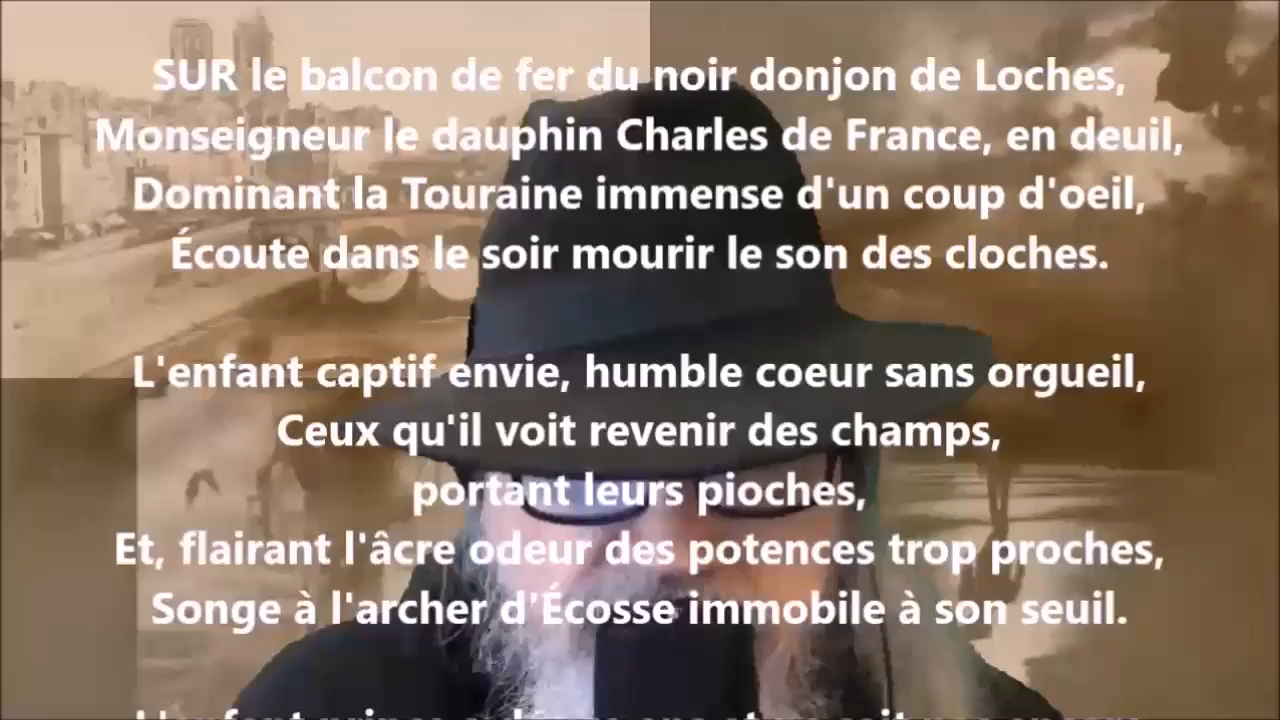 SUR le balcon de fer du noir donjon de Loches,
Monseigneur le dauphin Charles de France, en deuil,
Dominant la Touraine immense d'un coup d'oeil,
Écoute dans le soir mourir le son des cloches.
L'enfant captif envie, humble coeur sans orgueil,
Ceux qu'il voit revenir des champs,
portant leurs pioches,
Et, flairant l'âcre odeur des potences trop proches,
Songe à l'archer d'Écosse immobile à son seuil.